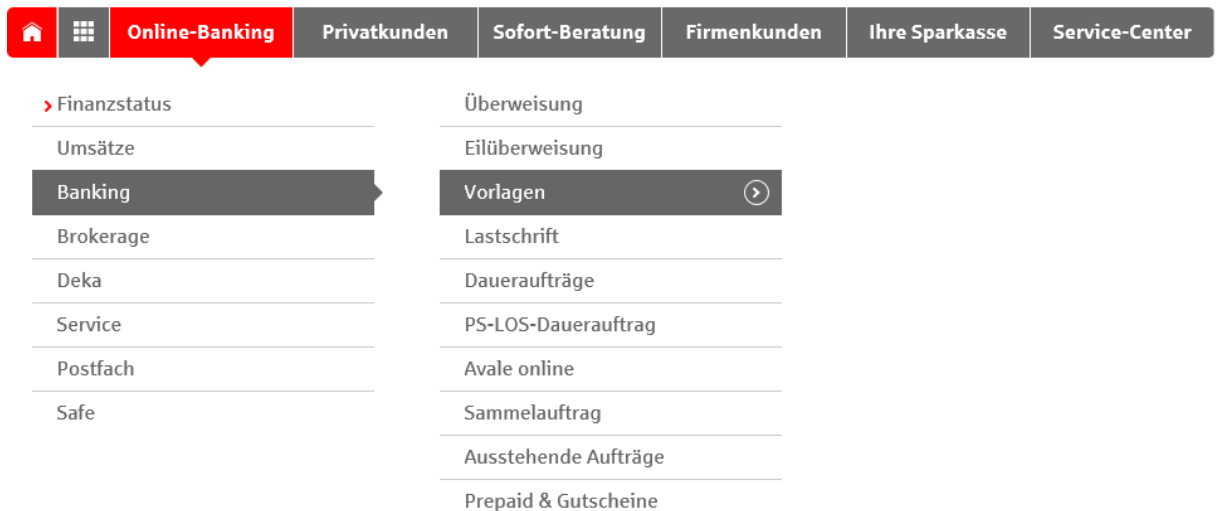 Online-Banking Privatkunden Sofort-Beratung Firmenkunden Ihre Sparkasse Service-Center
Finanzstatus
Umsätze
Banking
Brokerage
Deka
Service
Postfach
Safe
Überweisung
Eilüberweisung
Vorlagen
Lastschrift
Daueraufträge
PS-LOS-Dauerauftrag
Avale online
Sammelauftrag
Ausstehende Aufträge
Prepaid & Gutscheine